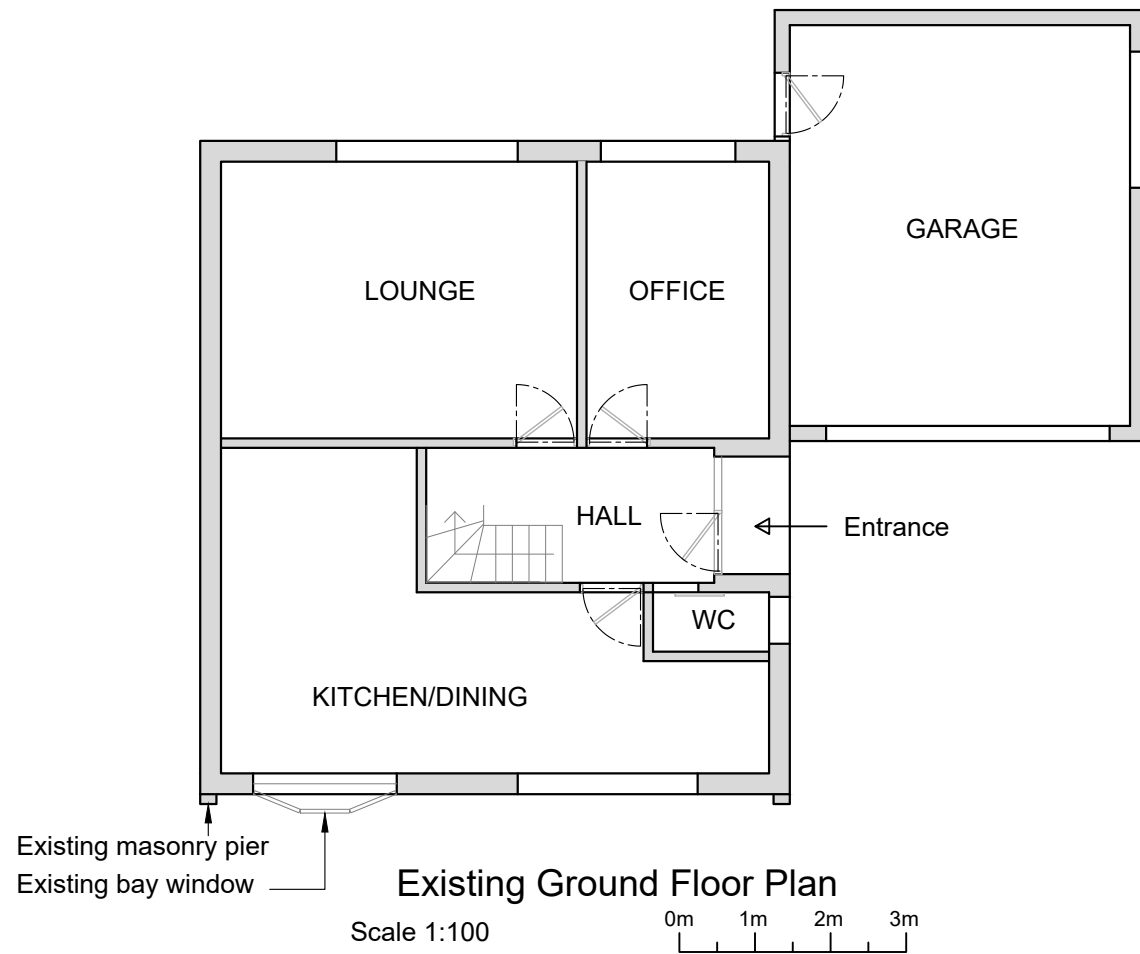 GARAGE
LOUNGE
OFFICE
HALL
Entrance
WC
KITCHEN/DINING
Existing masonry pier
Existing bay window
Existing Ground Floor Plan
Scale 1:100
0m 1m 2m 3m